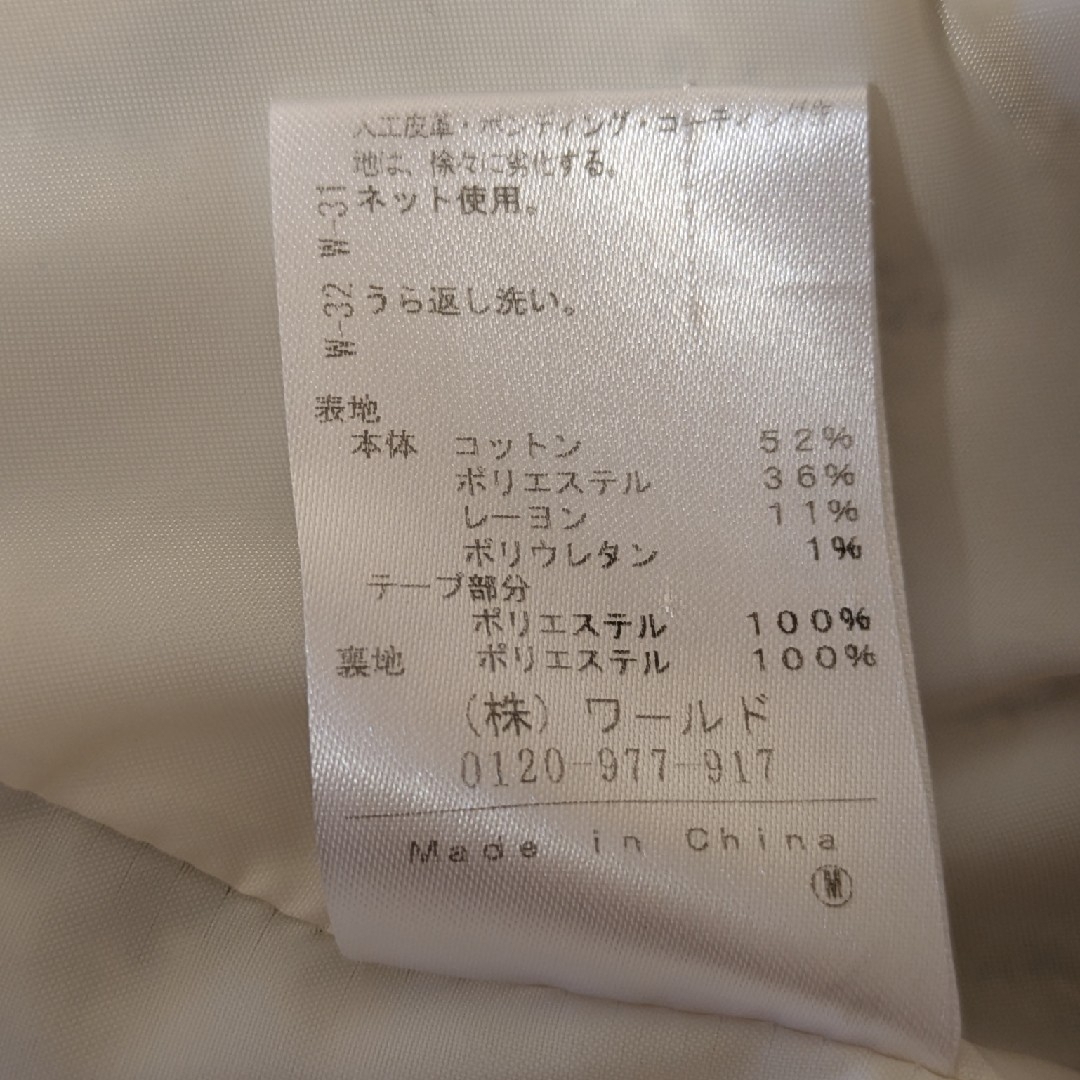 人工皮革・ボンディング・コーティング
地は、徐々に劣化する。
W-31 ネット使用。
W-32 うら返し洗い。
表地
本体 コットン 52%
ポリエステル 36%
レーヨン 11%
ポリウレタン 1%
テープ部分
ポリエステル 100%
裏地 ポリエステル 100%
(株) ワールド
0120-977-917
Made in China
Ⓜ